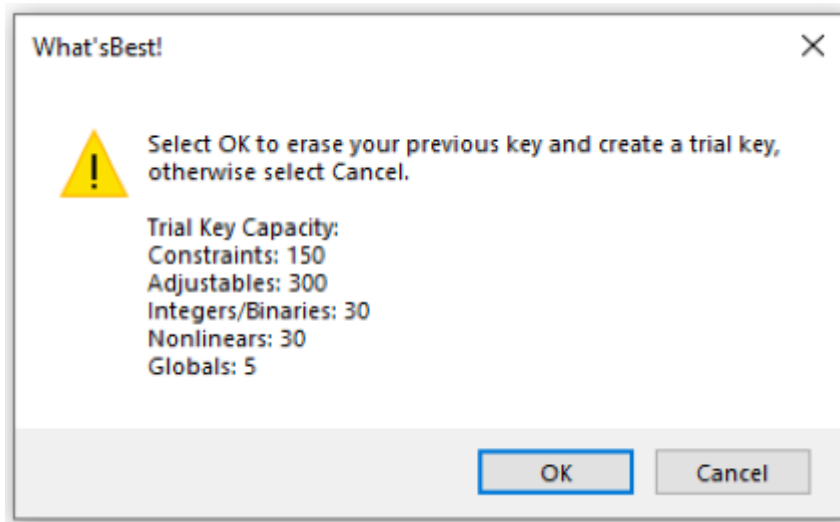 What'sBest!
Select OK to erase your previous key and create a trial key,
otherwise select Cancel.
Trial Key Capacity:
Constraints: 150
Adjustables: 300
Integers/Binaries: 30
Nonlinears: 30
Globals: 5
OK
Cancel